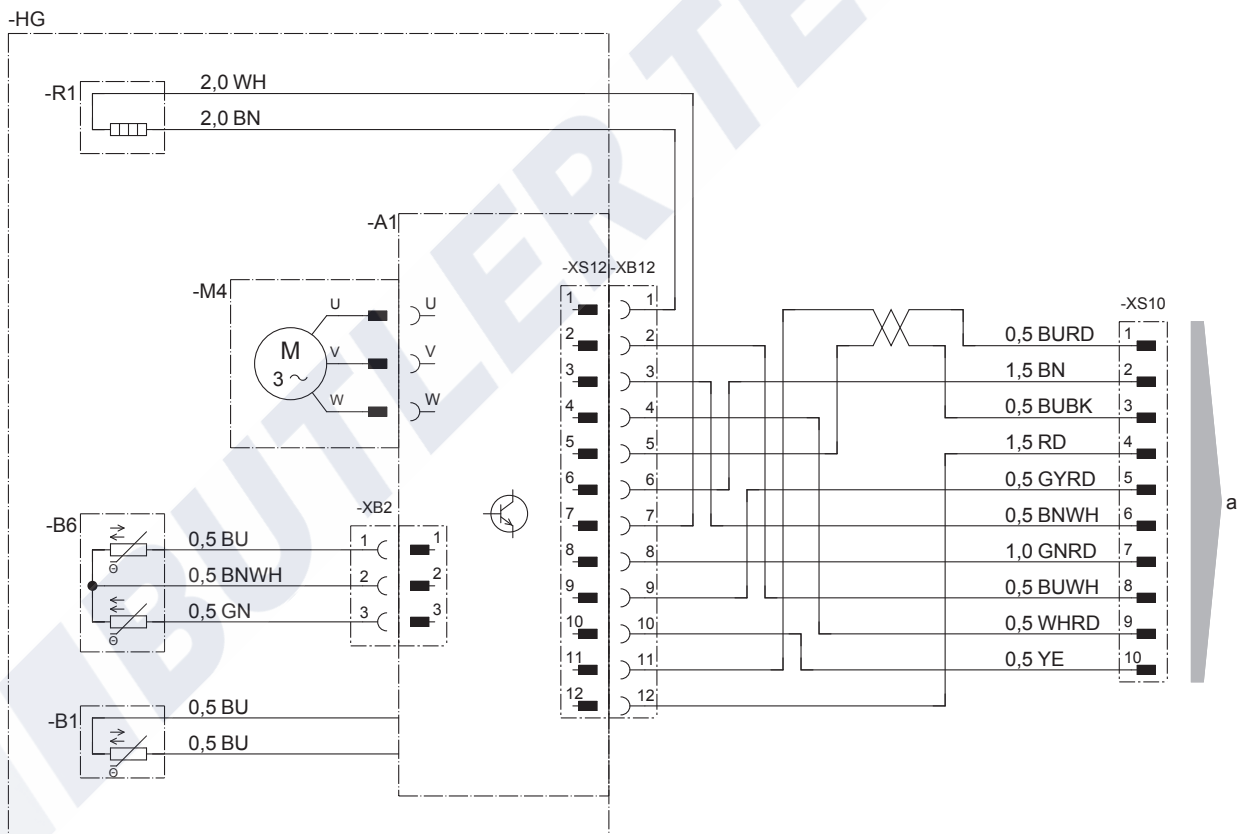 -HG
-R1
2,0 WH
2,0 BN
-A1
-XS12 -XB12
-M4
U
U
M
3 ~
V
V
W
W
1 1
2 2
3 3
4 4
5 5
6 6
7 7
8 8
9 9
10 10
11 11
12 12
-XS10
0,5 BURD 1
1,5 BN 2
0,5 BUBK 3
1,5 RD 4
0,5 GYRD 5
0,5 BNWH 6
1,0 GNRD 7
0,5 BUWH 8
0,5 WHRD 9
0,5 YE 10
a
-XB2
-B6
0,5 BU 1 1
0,5 BNWH 2 2
0,5 GN 3 3
Θ
Θ
-B1
0,5 BU
0,5 BU
Θ
BUTLER TE